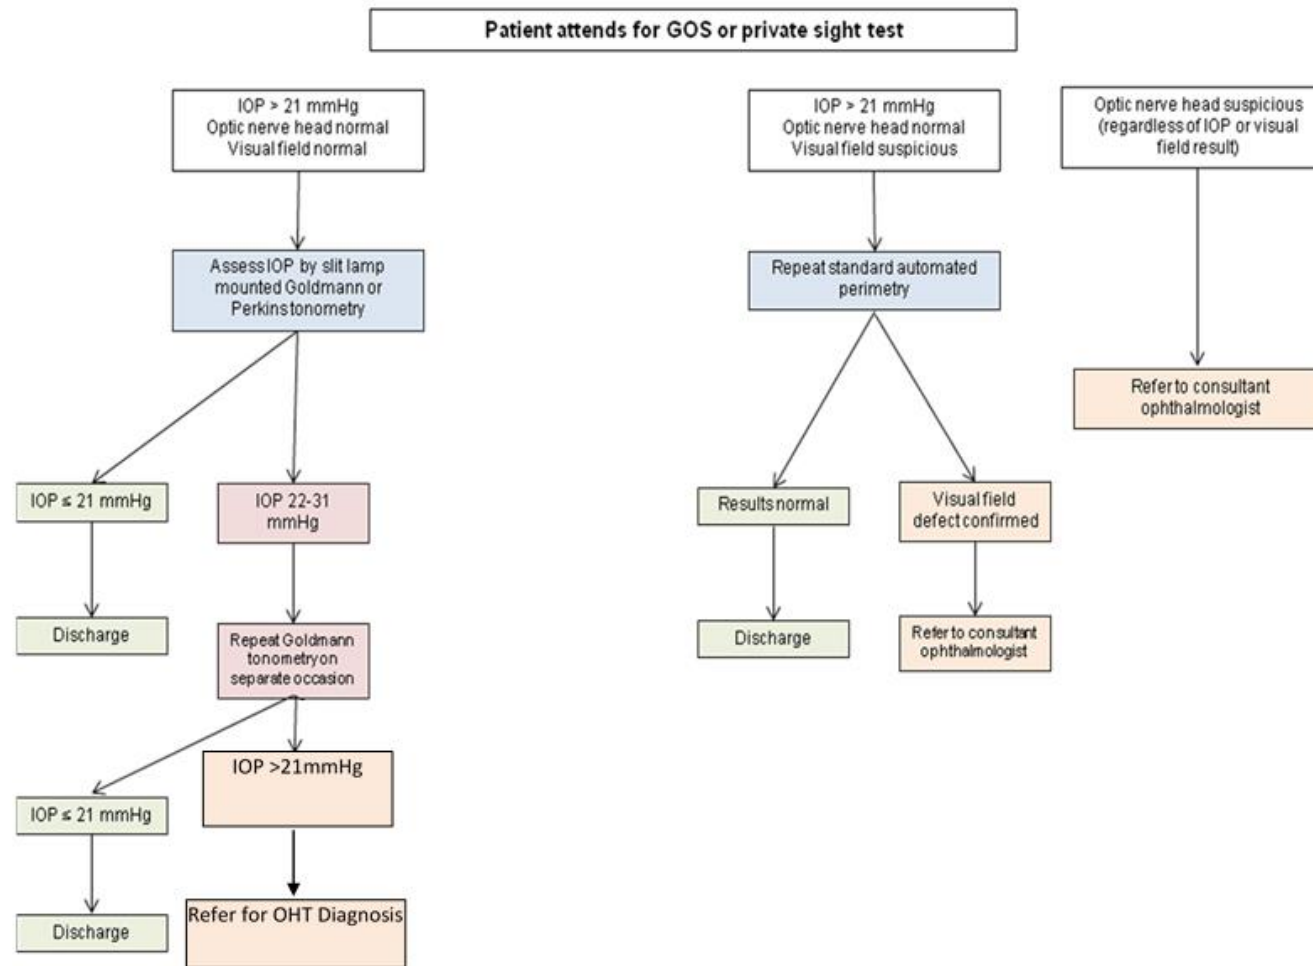 Patient attends for GOS or private sight test
IOP > 21 mmHg
Optic nerve head normal
Visual field normal
IOP > 21 mmHg
Optic nerve head normal
Visual field suspicious
Optic nerve head suspicious
(regardless of IOP or visual
field result)
Assess IOP by slit lamp
mounted Goldmann or
Perkins tonometry
Repeat standard automated
perimetry
Refer to consultant
ophthalmologist
IOP ≤ 21 mmHg
IOP 22-31
mmHg
Results normal
Visual field
defect confirmed
Discharge
Repeat Goldmann
tonometry on
separate occasion
Discharge
Refer to consultant
ophthalmologist
IOP ≤ 21 mmHg
IOP >21mmHg
Discharge
Refer for OHT Diagnosis